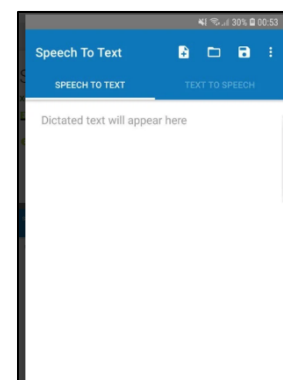 30% 00:53
Speech To Text
SPEECH TO TEXT TEXT TO SPEECH
Dictated text will appear here